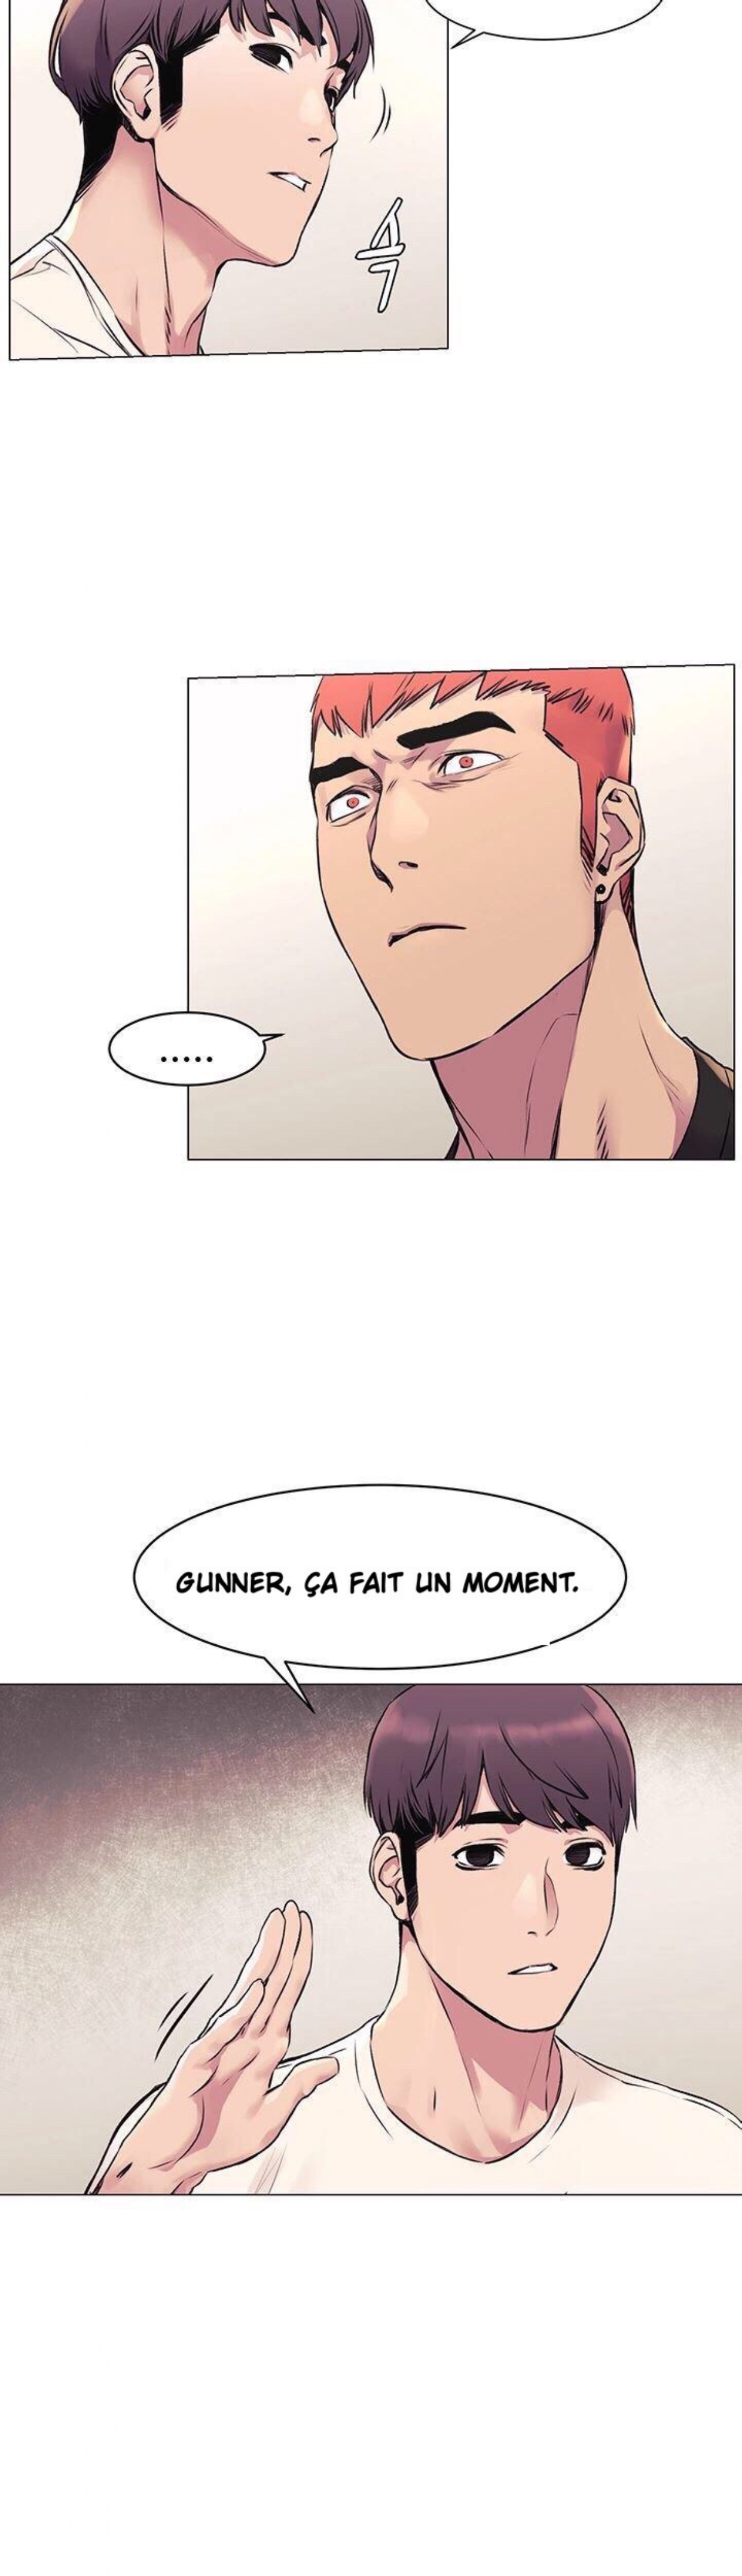 슥
.....
GUNNER, ÇA FAIT UN MOMENT.